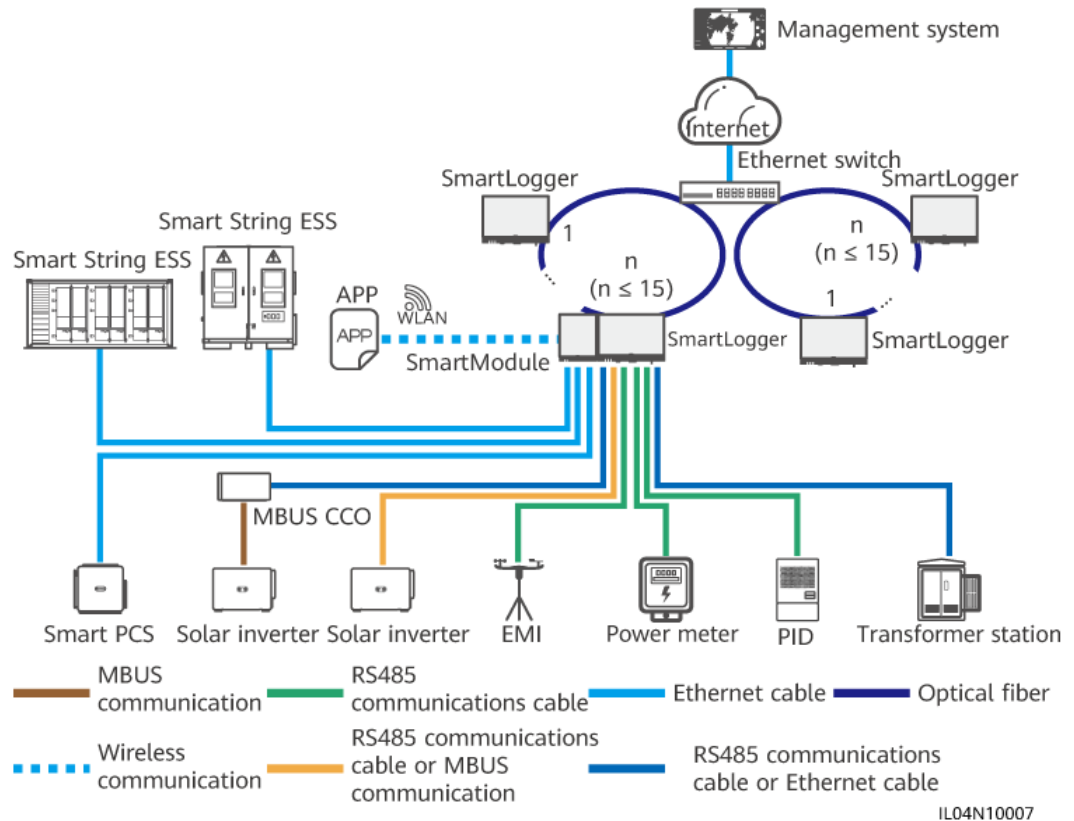 Management system
Internet
Ethernet switch
SmartLogger
SmartLogger
Smart String ESS
Smart String ESS
1
n
(n ≤ 15)
n
(n ≤ 15)
1
APP
WLAN
APP
SmartModule
SmartLogger
SmartLogger
MBUS CCO
Smart PCS
Solar inverter
Solar inverter
EMI
Power meter
PID
Transformer station
MBUS
communication
RS485
communications cable
Ethernet cable
Optical fiber
Wireless
communication
RS485 communications
cable or MBUS
communication
RS485 communications
cable or Ethernet cable
IL04N10007